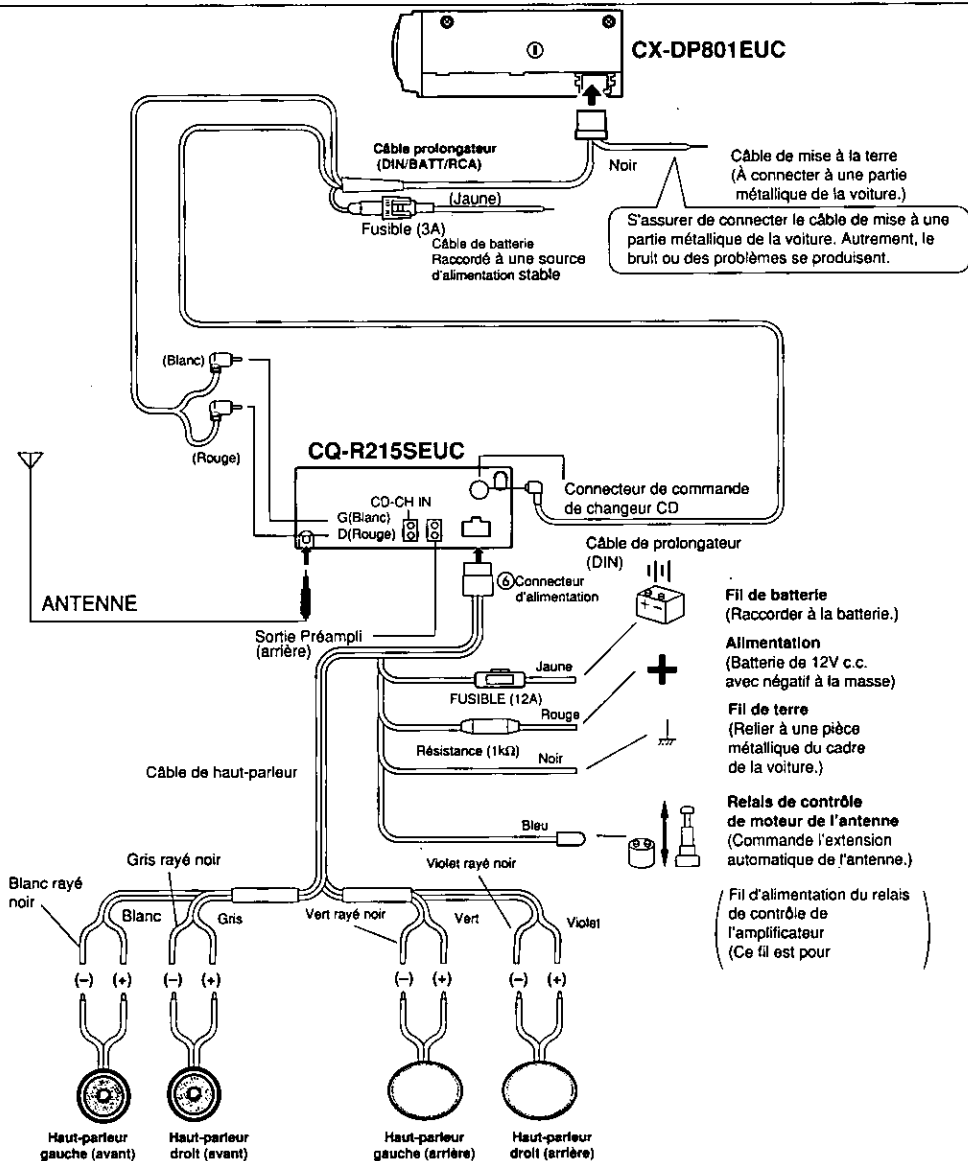 CX-DP801EUC
Câble prolongateur
(DIN/BATT/RCA)
Noir
Câble de mise à la terre
(À connecter à une partie
métallique de la voiture.)
(Jaune)
Fusible (3A)
Câble de batterie
Raccordé à une source
d'alimentation stable
S'assurer de connecter le câble de mise à une
partie métallique de la voiture. Autrement, le
bruit ou des problèmes se produisent.
(Blanc)
(Rouge)
CQ-R215SEUC
CD-CH IN
G(Blanc)
D(Rouge)
Connecteur de commande
de changeur CD
Câble de prolongateur
(DIN)
ANTENNE
⑥Connecteur
d'alimentation
Sortie Préampli
(arrière)
Jaune
FUSIBLE (12A)
Fil de batterie
(Raccorder à la batterie.)
Rouge
Résistance (1kΩ)
Alimentation
(Batterie de 12V c.c.
avec négatif à la masse)
Noir
Fil de terre
(Relier à une pièce
métallique du cadre
de la voiture.)
Câble de haut-parleur
Bleu
Relais de contrôle
de moteur de l'antenne
(Commande l'extension
automatique de l'antenne.)
(Fil d'alimentation du relais
de contrôle de
l'amplificateur
(Ce fil est pour)
Blanc rayé
noir
Blanc
Gris rayé noir
Gris
Vert rayé noir
Vert
Violet rayé noir
Violet
(−) (+) (−) (+) (−) (+) (−) (+)
Haut-parleur
gauche (avant)
Haut-parleur
droit (avant)
Haut-parleur
gauche (arrière)
Haut-parleur
droit (arrière)